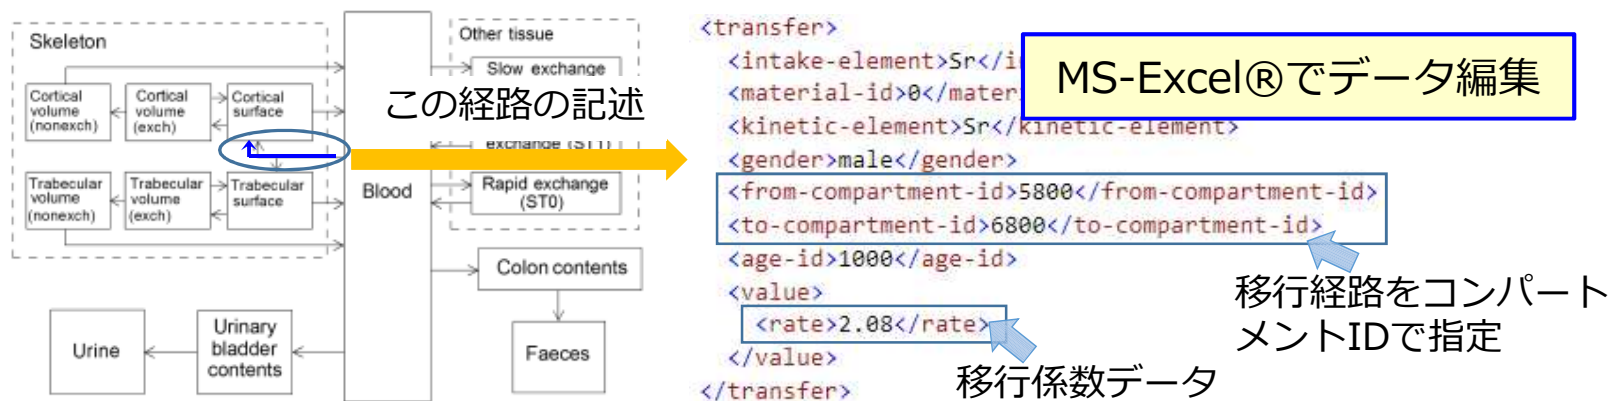 Skeleton
Cortical
volume
(nonexch)
Cortical
volume
(exch)
Cortical
surface
Trabecular
volume
(nonexch)
Trabecular
volume
(exch)
Trabecular
surface
Blood
Other tissue
Slow exchange
この経路の記述
exchange (ST1)
Rapid exchange
(ST0)
Colon contents
Faeces
Urinary
bladder
contents
Urine
<transfer>
<intake-element>Sr</i
<material-id>0</mater
<kinetic-element>Sr</kinetic-element>
<gender>male</gender>
<from-compartment-id>5800</from-compartment-id>
<to-compartment-id>6800</to-compartment-id>
<age-id>1000</age-id>
<value>
<rate>2.08</rate>
</value>
</transfer>
MS-Excel®でデータ編集
移行経路をコンパート
メントIDで指定
移行係数データ